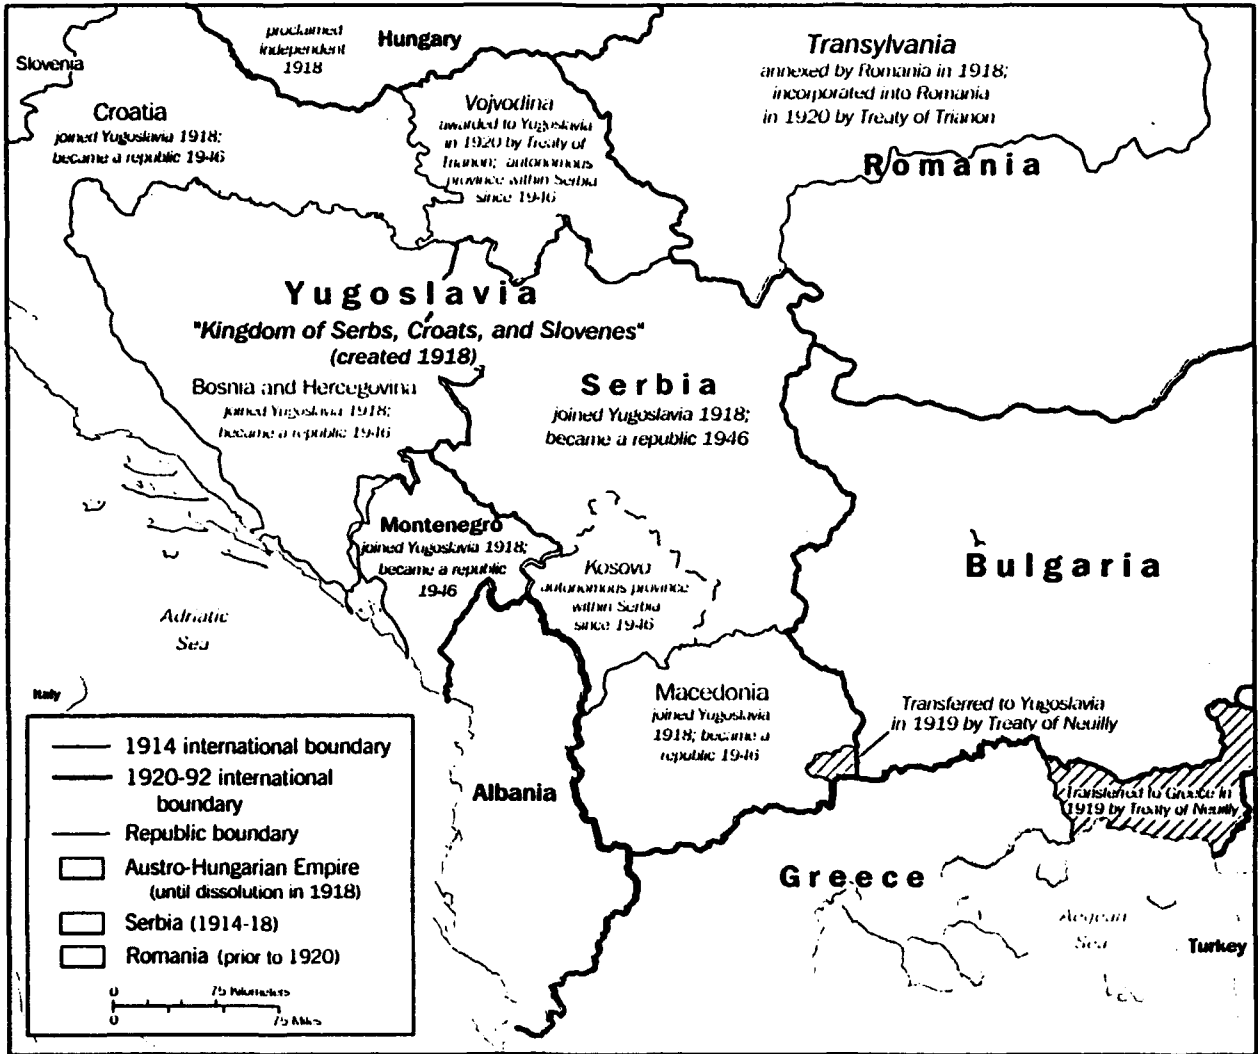 proclaimed
independent
1918
Hungary
Slovenia
Croatia
joined Yugoslavia 1918;
became a republic 1946
Vojvodina
awarded to Yugoslavia
in 1920 by Treaty of
Trianon; autonomous
province within Serbia
since 1946
Transylvania
annexed by Romania in 1918;
incorporated into Romania
in 1920 by Treaty of Trianon
Romania
Yugoslavia
"Kingdom of Serbs, Croats, and Slovenes"
(created 1918)
Bosnia and Hercegovina
joined Yugoslavia 1918;
became a republic 1946
Serbia
joined Yugoslavia 1918;
became a republic 1946
Montenegro
joined Yugoslavia 1918;
became a republic
1946
Kosovo
autonomous province
within Serbia
since 1946
Bulgaria
Adriatic
Sea
Italy
Macedonia
joined Yugoslavia
1918; became a
republic 1946
Transferred to Yugoslavia
in 1919 by Treaty of Neuilly
Albania
Transferred to Greece in
1919 by Treaty of Neuilly
Greece
Aegean
Sea
Turkey
1914 international boundary
1920-92 international
boundary
Republic boundary
Austro-Hungarian Empire
(until dissolution in 1918)
Serbia (1914-18)
Romania (prior to 1920)
0 75 Kilometers
0 75 Miles